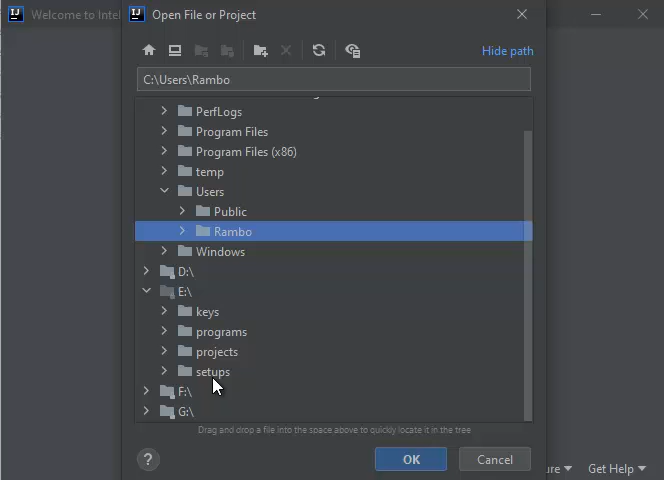 IJ Welcome to Intel
IJ Open File or Project
Hide path
C:\Users\Rambo
PerfLogs
Program Files
Program Files (x86)
temp
Users
Public
Rambo
Windows
D:\
E:\
keys
programs
projects
setups
F:\
G:\
Drag and drop a file into the space above to quickly locate it in the tree
? OK Cancel
ure Get Help